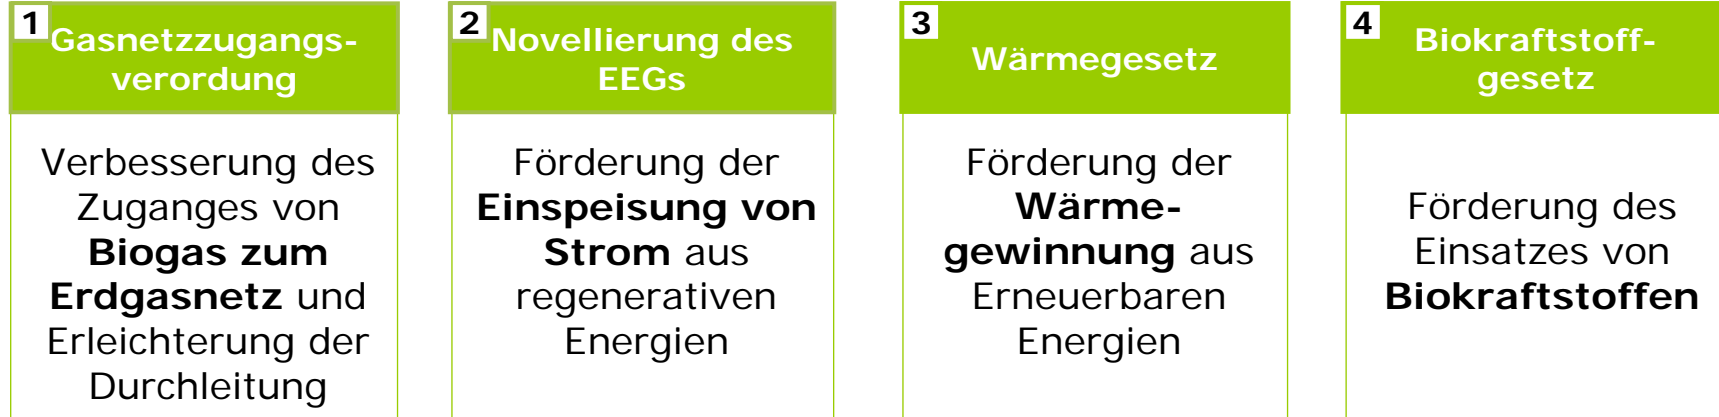 1
Gasnetzzugangs-
verordung
Verbesserung des
Zuganges von
Biogas zum
Erdgasnetz und
Erleichterung der
Durchleitung
2
Novellierung des
EEGs
Förderung der
Einspeisung von
Strom aus
regenerativen
Energien
3
Wärmegesetz
Förderung der
Wärme-
gewinnung aus
Erneuerbaren
Energien
4
Biokraftstoff-
gesetz
Förderung des
Einsatzes von
Biokraftstoffen